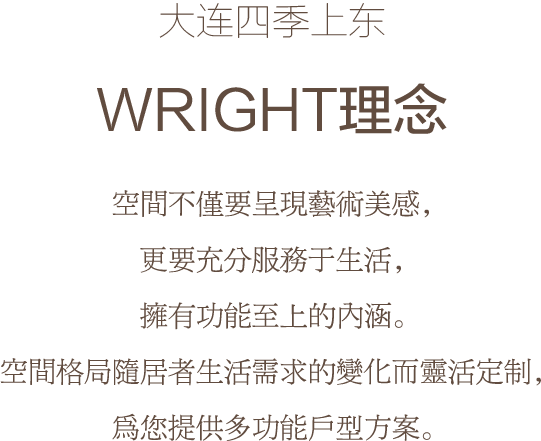 大连四季上东
WRIGHT理念
空間不僅要呈現藝術美感，
更要充分服務于生活，
擁有功能至上的內涵。
空間格局隨居者生活需求的變化而靈活定制，
爲您提供多功能戶型方案。